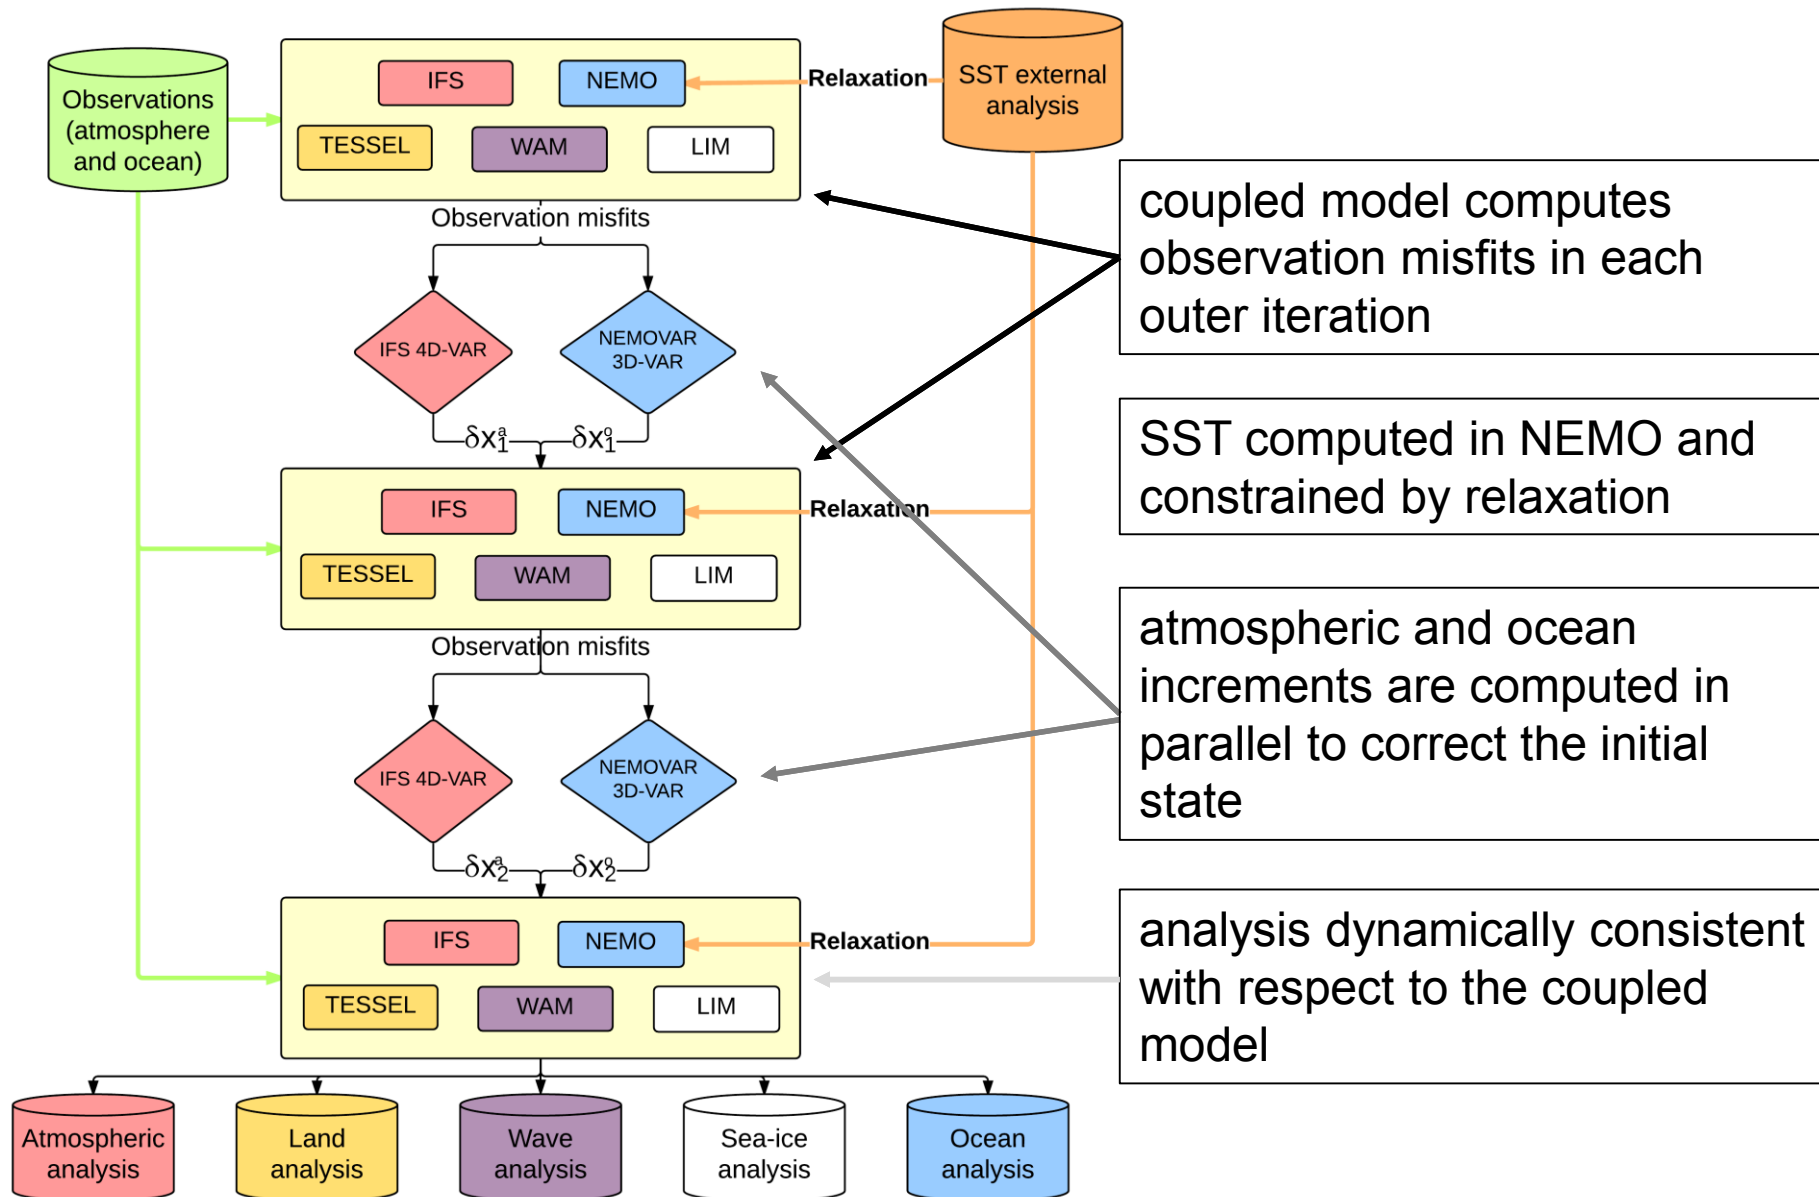 Observations
(atmosphere
and ocean)
IFS
NEMO
TESSEL
WAM
LIM
Relaxation
SST external
analysis
Observation misfits
IFS 4D-VAR
NEMOVAR
3D-VAR
δx₁ᵃ
δx₁ᵒ
IFS
NEMO
TESSEL
WAM
LIM
Relaxation
Observation misfits
IFS 4D-VAR
NEMOVAR
3D-VAR
δx₂ᵃ
δx₂ᵒ
IFS
NEMO
TESSEL
WAM
LIM
Relaxation
Atmospheric
analysis
Land
analysis
Wave
analysis
Sea-ice
analysis
Ocean
analysis
coupled model computes
observation misfits in each
outer iteration
SST computed in NEMO and
constrained by relaxation
atmospheric and ocean
increments are computed in
parallel to correct the initial
state
analysis dynamically consistent
with respect to the coupled
model